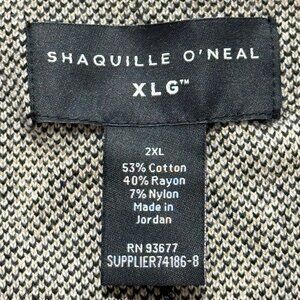 SHAQUILLE O'NEAL
XLG™
2XL
53% Cotton
40% Rayon
7% Nylon
Made in
Jordan
RN 93677
SUPPLIER74186-8